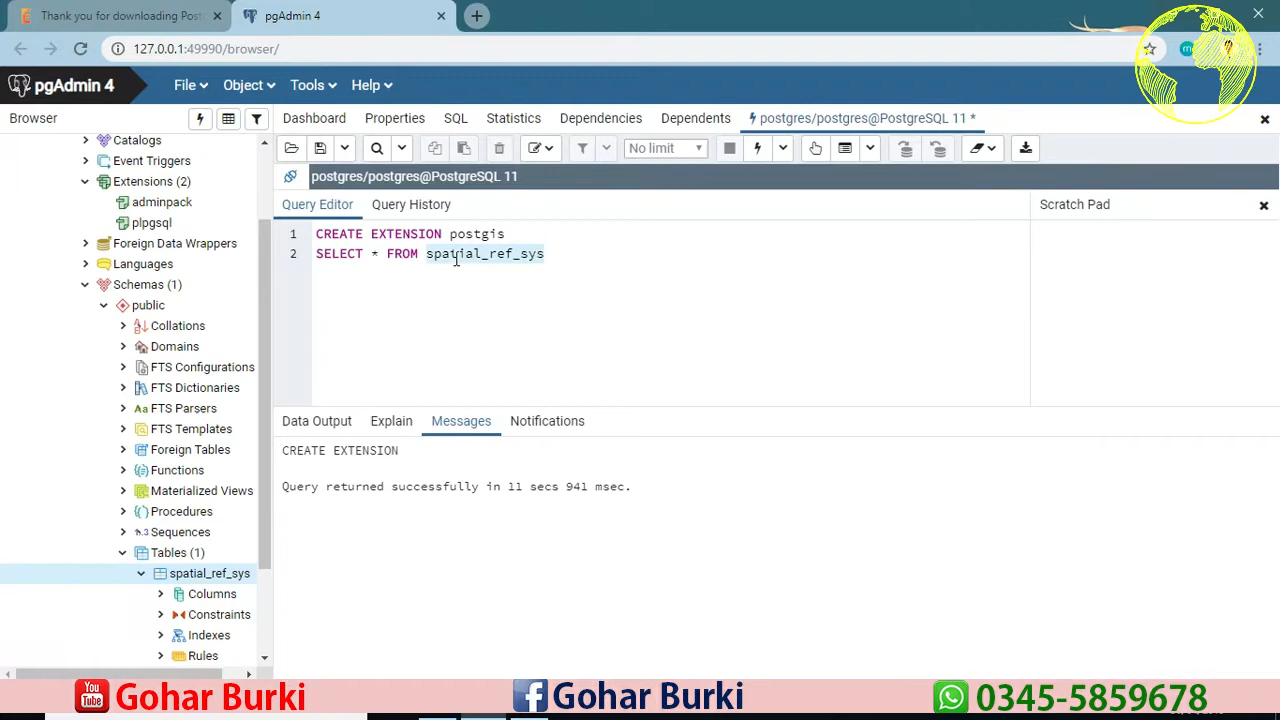 Thank you for downloading Post
pgAdmin 4
127.0.0.1:49990/browser/
pgAdmin 4
File
Object
Tools
Help
Browser
Dashboard
Properties
SQL
Statistics
Dependencies
Dependents
postgres/postgres@PostgreSQL 11 *
No limit
postgres/postgres@PostgreSQL 11
Query Editor
Query History
Scratch Pad
1 CREATE EXTENSION postgis
2 SELECT * FROM spatial_ref_sys
Catalogs
Event Triggers
Extensions (2)
adminpack
plpgsql
Foreign Data Wrappers
Languages
Schemas (1)
public
Collations
Domains
FTS Configurations
FTS Dictionaries
Aa FTS Parsers
FTS Templates
Foreign Tables
Functions
Materialized Views
Procedures
1..3 Sequences
Tables (1)
spatial_ref_sys
Columns
Constraints
Indexes
Rules
Data Output
Explain
Messages
Notifications
CREATE EXTENSION
Query returned successfully in 11 secs 941 msec.
You Tube Gohar Burki
Gohar Burki
0345-5859678